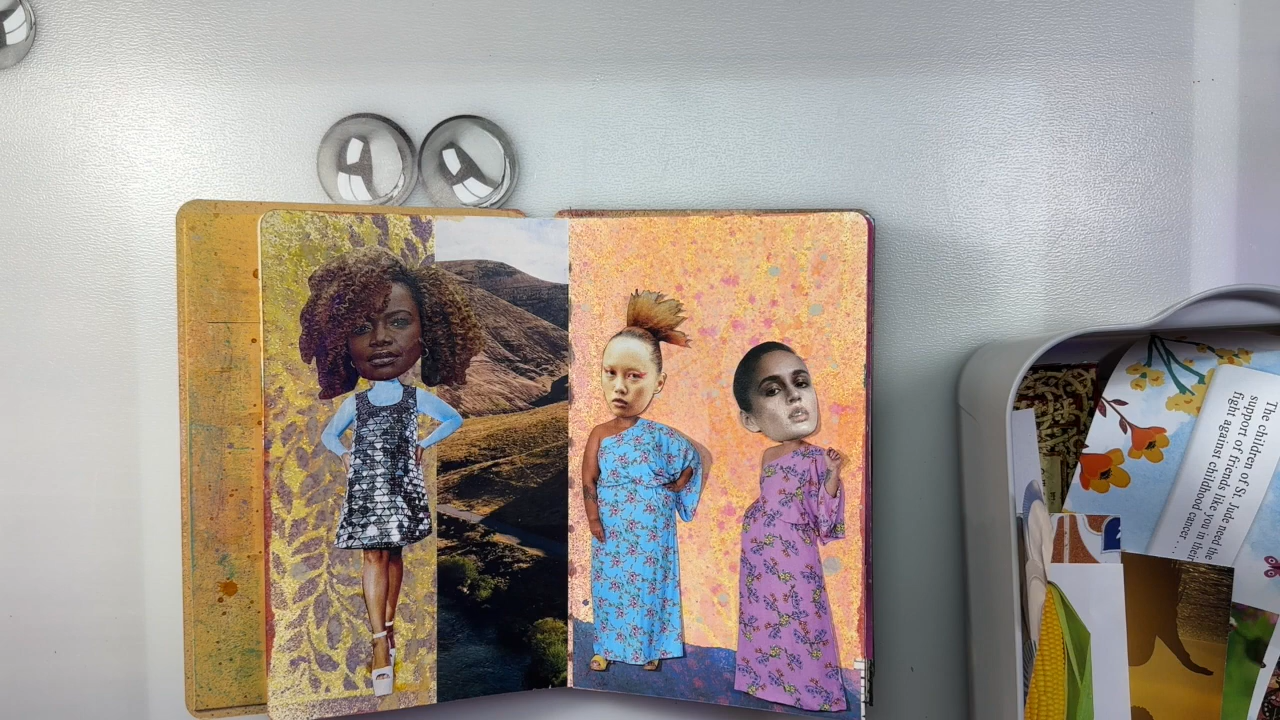 The children of St. Jude need the
support of friends like you in their
fight against childhood cancer . . .